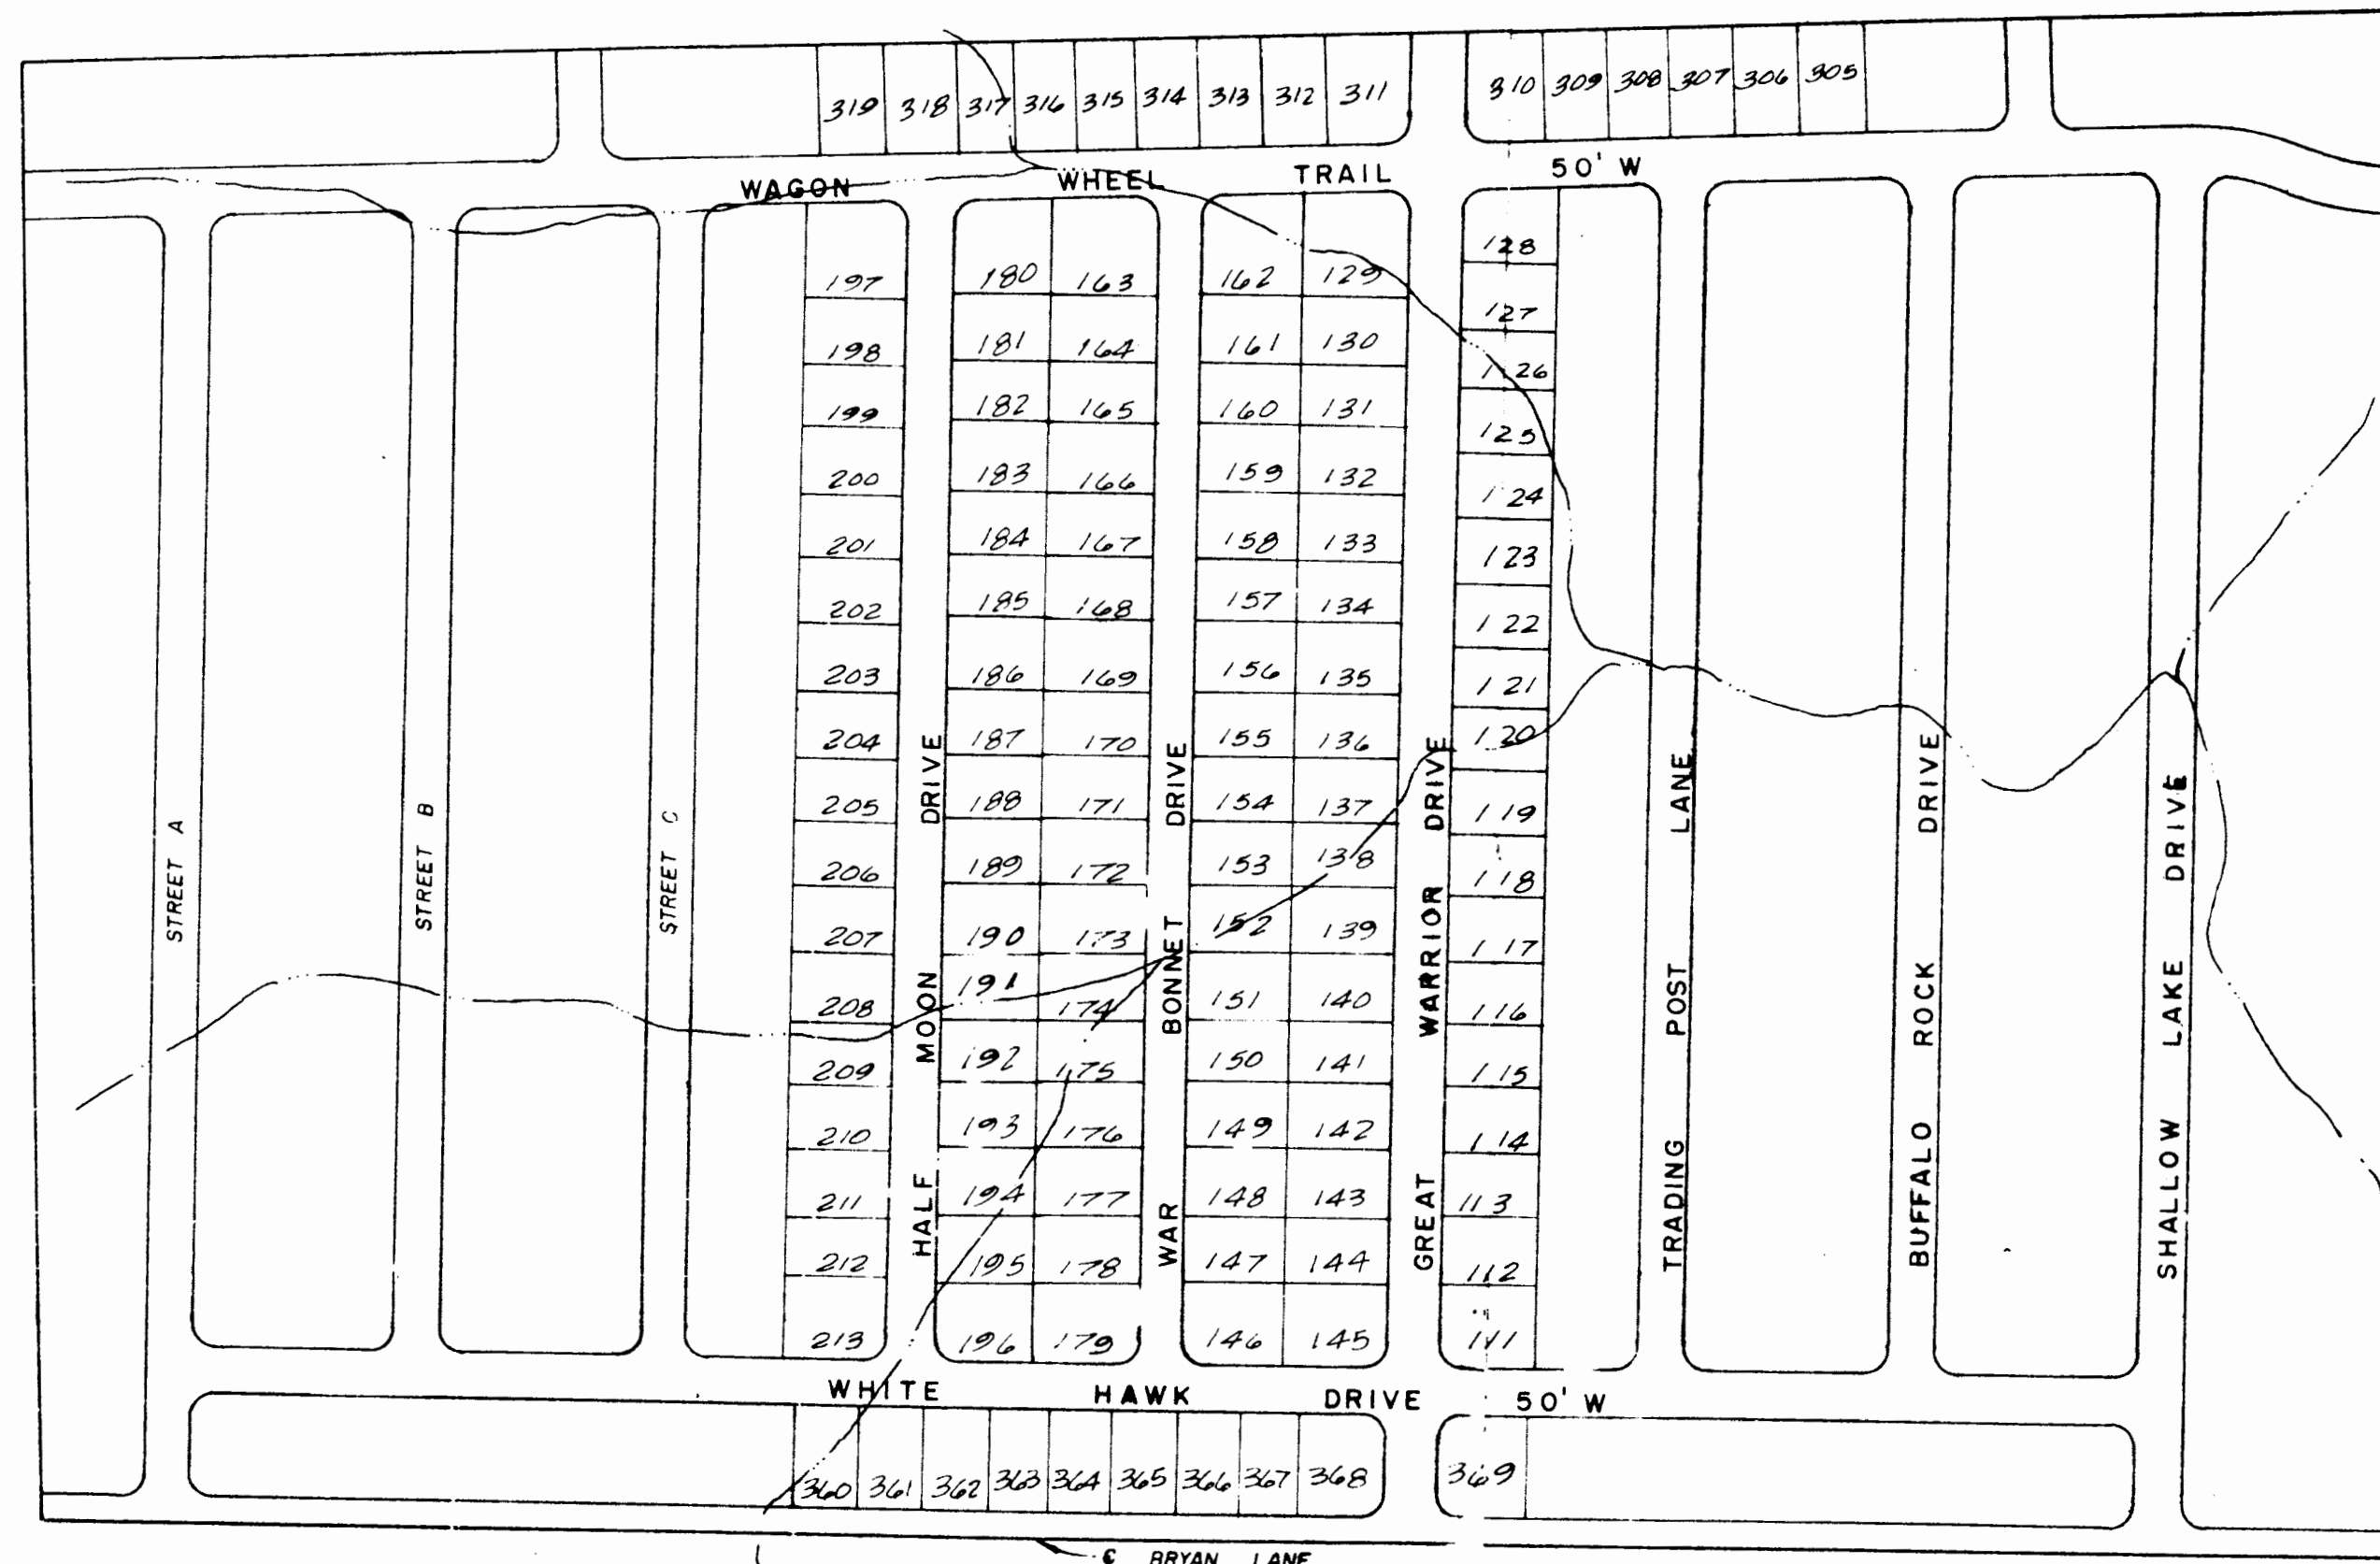 319 318 317 316 315 314 313 312 311 310 309 308 307 306 305
WAGON WHEEL TRAIL 50' W
197 180 163 162 129 128
198 181 164 161 130 127
199 182 165 160 131 126
200 183 166 159 132 125
201 184 167 158 133 124
202 185 168 157 134 123
203 186 169 156 135 122
204 187 170 155 136 121
205 188 171 154 137 120
206 189 172 153 138 119
207 190 173 152 139 118
208 191 174 151 140 117
209 192 175 150 141 116
210 193 176 149 142 115
211 194 177 148 143 114
212 195 178 147 144 113
213 196 179 146 145 112
111
STREET A
STREET B
STREET C
HALF MOON DRIVE
WAR BONNET DRIVE
GREAT WARRIOR DRIVE
TRADING POST LANE
BUFFALO ROCK DRIVE
SHALLOW LAKE DRIVE
WHITE HAWK DRIVE 50' W
360 361 362 363 364 365 366 367 368 369
℄ BRYAN LANE